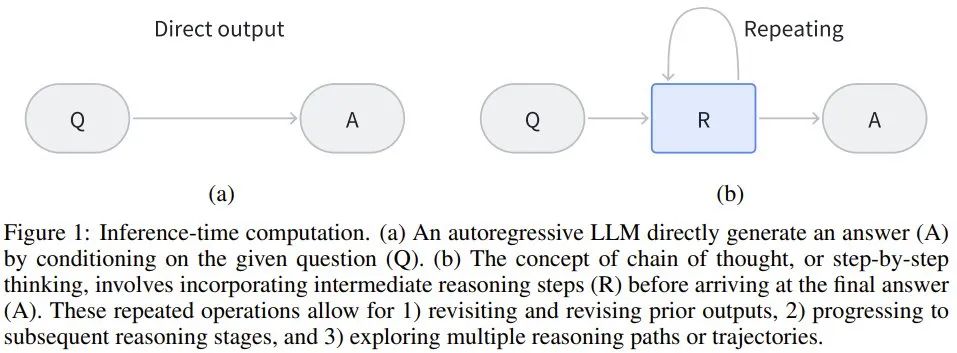 Direct output
Repeating
Q
A
Q
R
A
(a)
(b)
Figure 1: Inference-time computation. (a) An autoregressive LLM directly generate an answer (A)
by conditioning on the given question (Q). (b) The concept of chain of thought, or step-by-step
thinking, involves incorporating intermediate reasoning steps (R) before arriving at the final answer
(A). These repeated operations allow for 1) revisiting and revising prior outputs, 2) progressing to
subsequent reasoning stages, and 3) exploring multiple reasoning paths or trajectories.